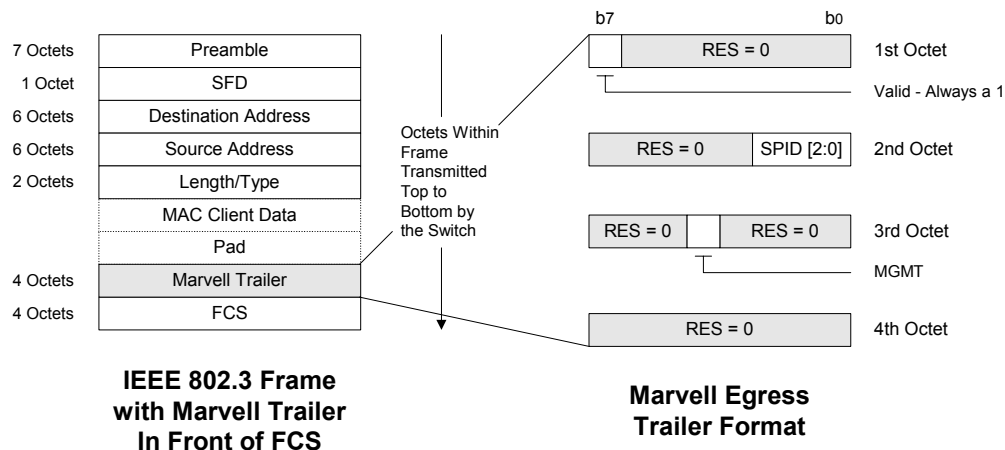 7 Octets
Preamble
1 Octet
SFD
6 Octets
Destination Address
6 Octets
Source Address
2 Octets
Length/Type
MAC Client Data
Pad
4 Octets
Marvell Trailer
4 Octets
FCS
IEEE 802.3 Frame
with Marvell Trailer
In Front of FCS
Octets Within
Frame
Transmitted
Top to
Bottom by
the Switch
b7
b0
RES = 0
1st Octet
Valid - Always a 1
RES = 0
SPID [2:0]
2nd Octet
RES = 0
RES = 0
3rd Octet
MGMT
RES = 0
4th Octet
Marvell Egress
Trailer Format